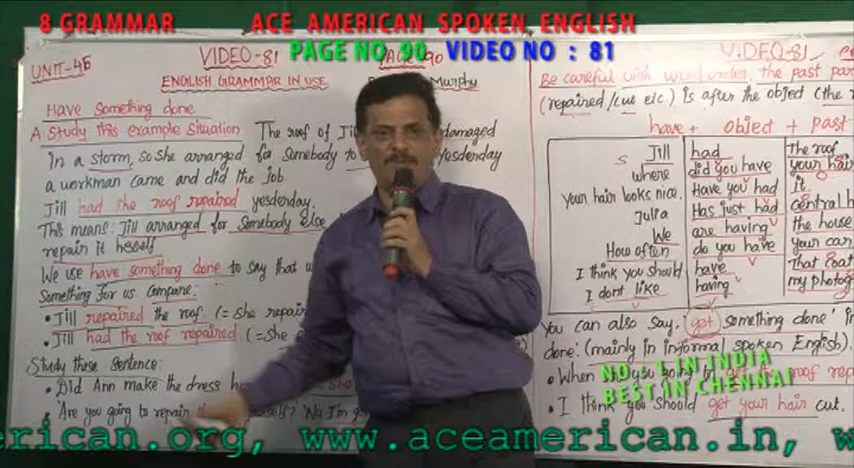 8 GRAMMAR ACE AMERICAN SPOKEN ENGLISH
PAGE NO 90 VIDEO NO : 81
UNIT-46 VIDEO-81 90
ENGLISH GRAMMAR IN USE Murphy
Have Something done
A Study this example Situation The roof of Jill damaged
in a storm, so she arranged for Somebody yesterday
a workman came and did the job
Jill had the roof repaired yesterday.
This means: Jill arranged for Somebody else
repair it herself
We use have something done to say that
Something for us. Compare:
• Jill repaired the roof (= she
• Jill had the roof repaired (= she
Study these Sentence:
• Did Ann make the dress
• 'Are you going to repair
VIDEO-81
Be careful with word order. the past
(repaired/cut etc.) is after the object (the
have + object + past
Jill had The roof
where did you have your hair
Your hair looks nice. Have you had it
Julia Has just had central
We are having the house
How often do you have your car
I think you should have That coat
I dont like having my
You can also Say. 'get something done'
done.' (mainly in informal spoken English).
• When
• I think you should get your hair cut.
NO : 1 IN INDIA
BEST IN CHENNAI
erican.org, www.aceamerican.in, w